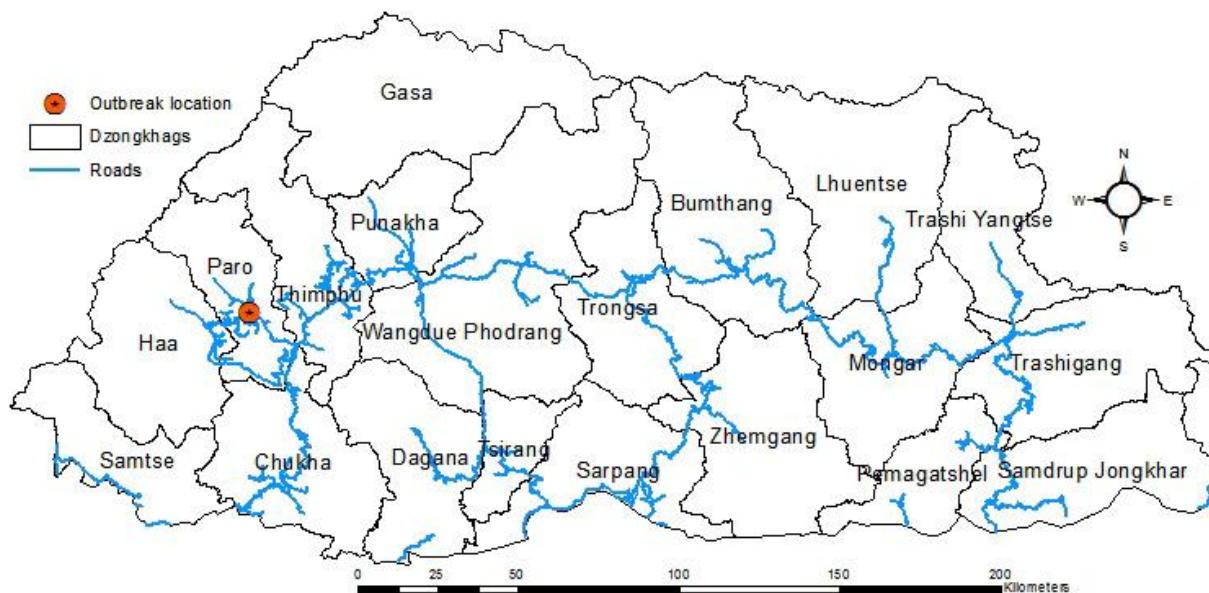 Outbreak location
Dzongkhags
Roads
Gasa
N
W
E
S
Punakha
Bumthang
Lhuentse
Trashi Yangtse
Paro
Thimphu
Haa
Wangdue Phodrang
Trongsa
Mongar
Trashigang
Samtse
Chukha
Dagana
Tsirang
Sarpang
Zhemgang
Pemagatshel
Samdrup Jongkhar
0 25 50 100 150 200
Kilometers